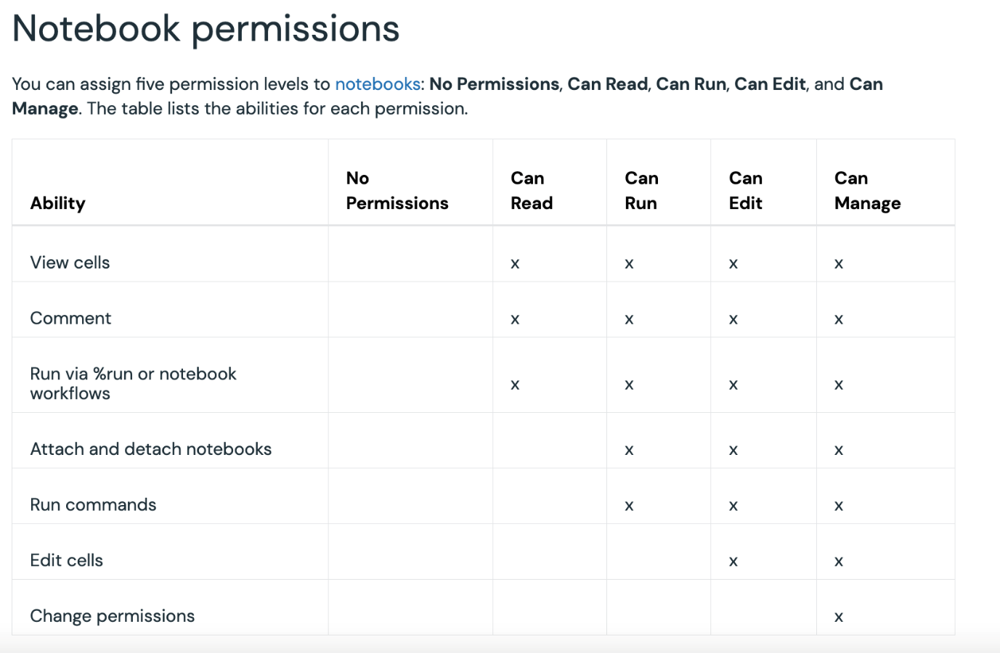 Notebook permissions
You can assign five permission levels to notebooks: No Permissions, Can Read, Can Run, Can Edit, and Can
Manage. The table lists the abilities for each permission.
Ability No Permissions Can Read Can Run Can Edit Can Manage
View cells x x x x
Comment x x x x
Run via %run or notebook
workflows x x x x
Attach and detach notebooks x x x
Run commands x x x
Edit cells x x
Change permissions x